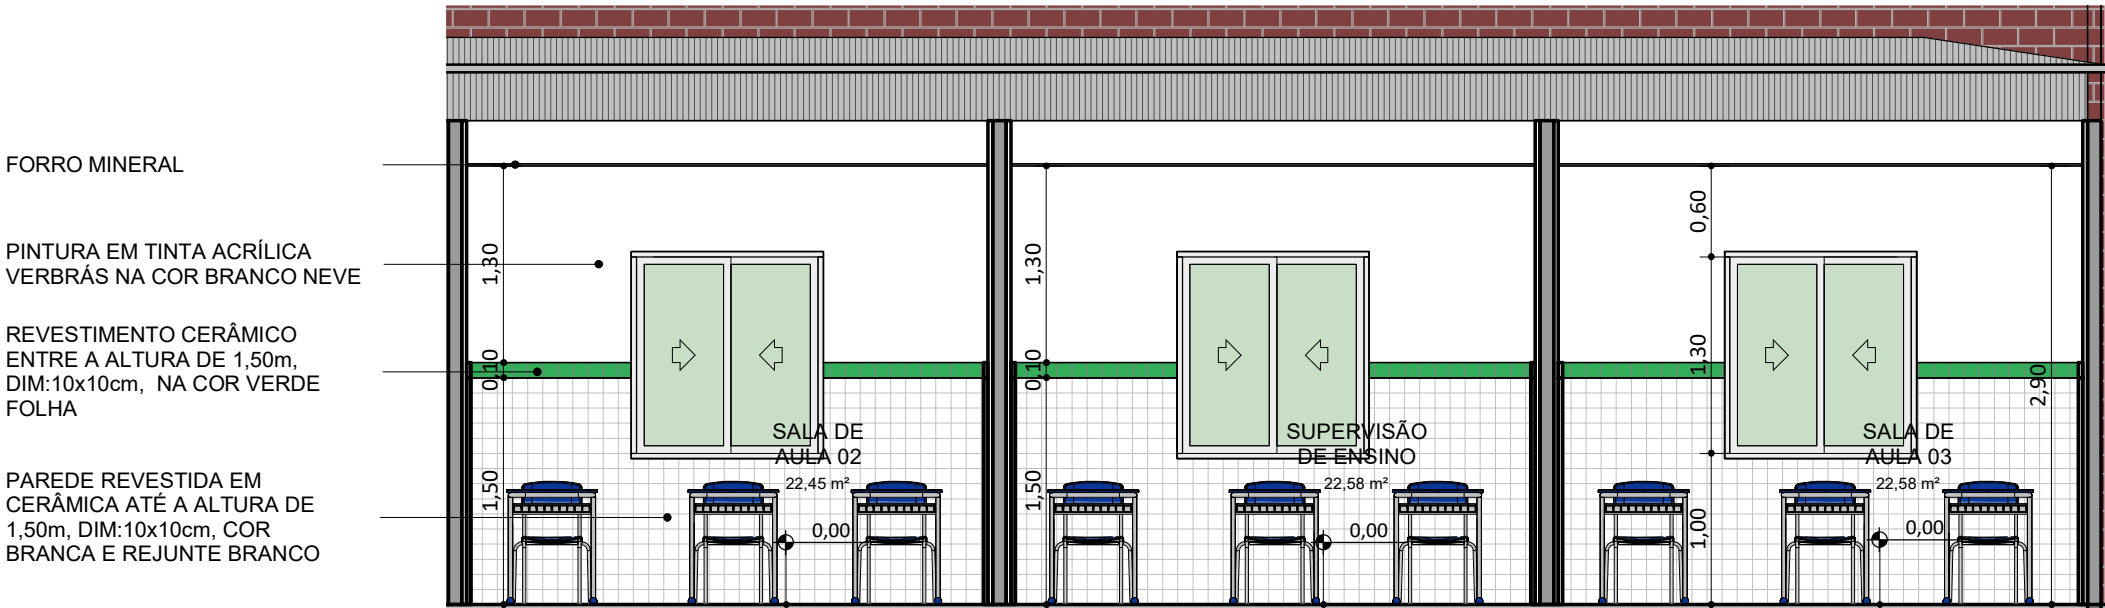 FORRO MINERAL
PINTURA EM TINTA ACRÍLICA
VERBRÁS NA COR BRANCO NEVE
REVESTIMENTO CERÂMICO
ENTRE A ALTURA DE 1,50m,
DIM:10x10cm, NA COR VERDE
FOLHA
PAREDE REVESTIDA EM
CERÂMICA ATÉ A ALTURA DE
1,50m, DIM:10x10cm, COR
BRANCA E REJUNTE BRANCO
1,30
0,10
1,50
SALA DE
AULA 02
22,45 m²
0,00
1,30
0,10
1,50
SUPERVISÃO
DE ENSINO
22,58 m²
0,00
0,60
1,30
1,00
SALA DE
AULA 03
22,58 m²
0,00
2,90